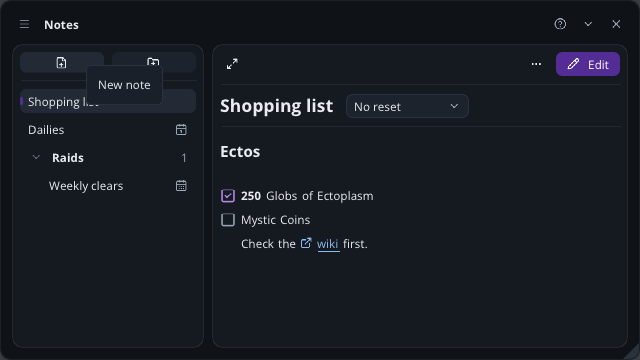 Notes
New note
Shopping list
Dailies
Raids 1
Weekly clears
Edit
Shopping list No reset
Ectos
250 Globs of Ectoplasm
Mystic Coins
Check the wiki first.